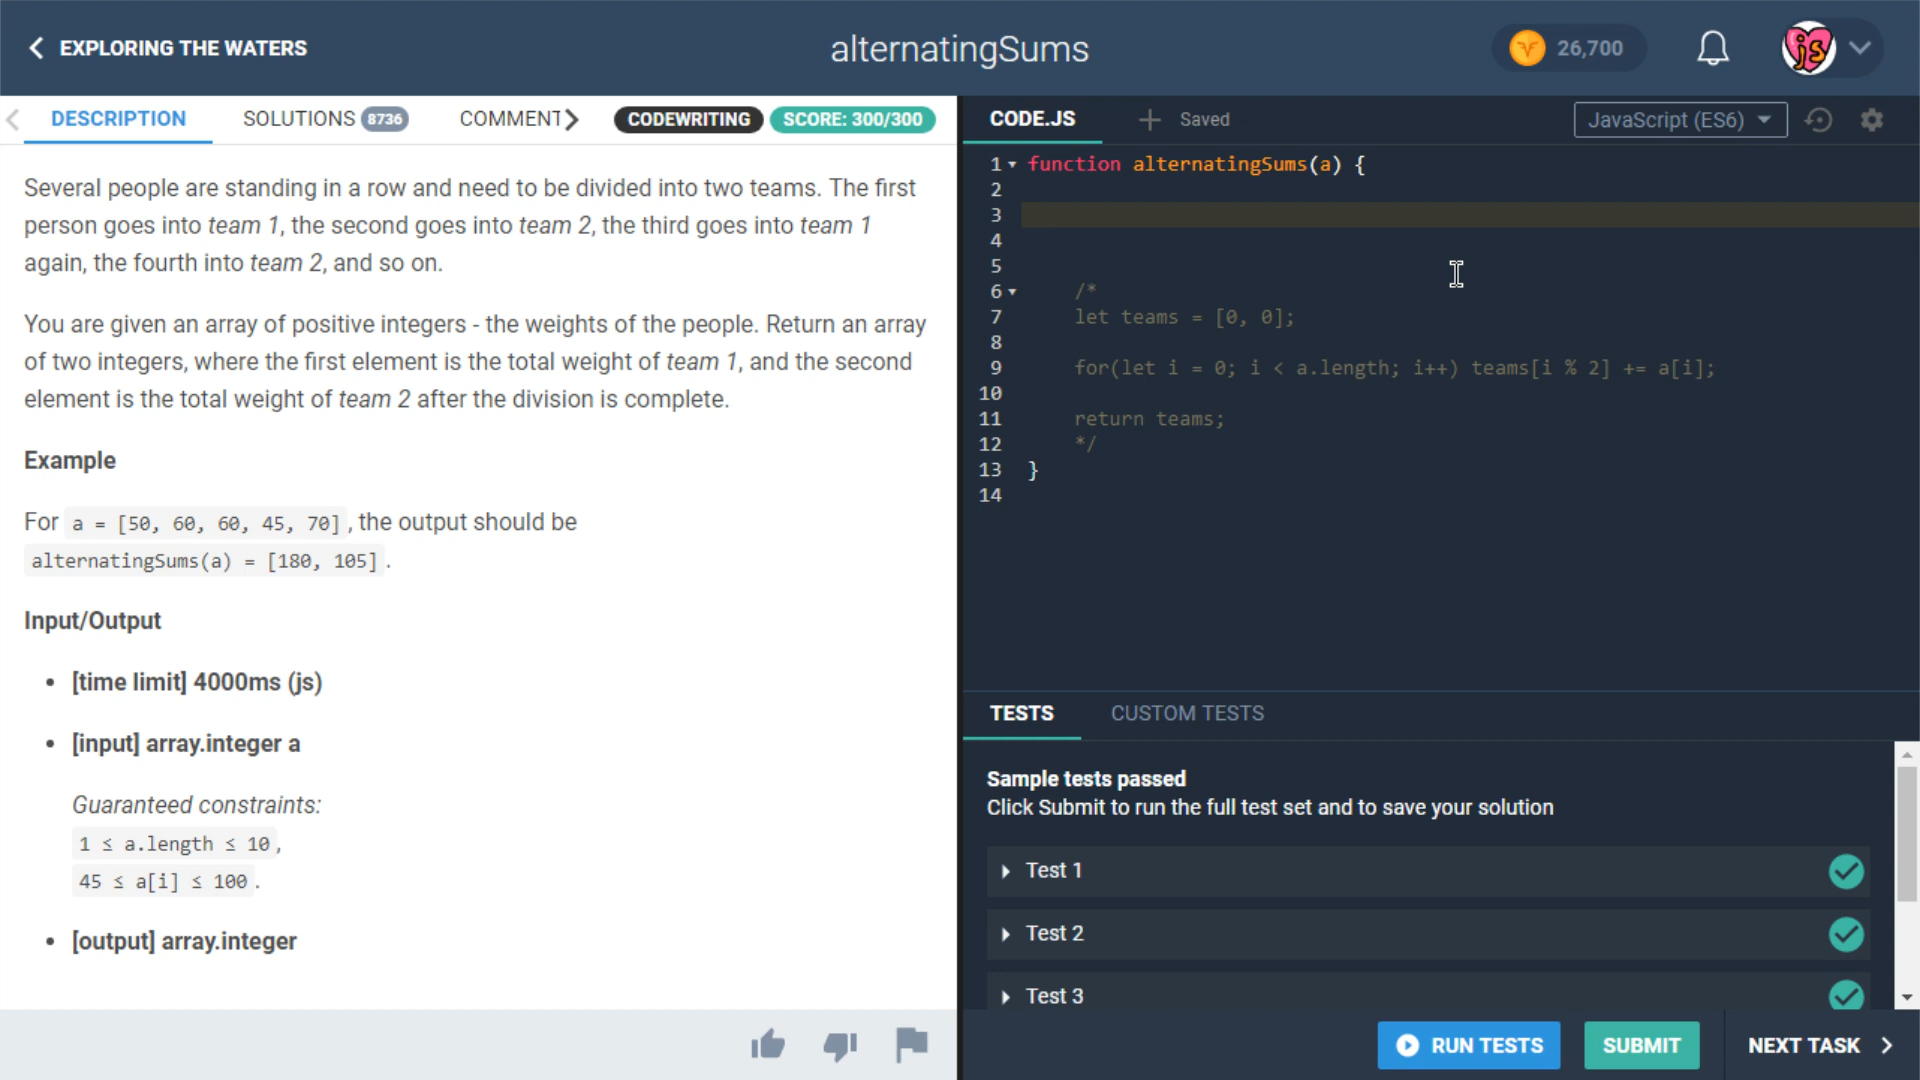 EXPLORING THE WATERS
alternatingSums
26,700
js
DESCRIPTION
SOLUTIONS 8736
COMMENT
CODEWRITING
SCORE: 300/300
Several people are standing in a row and need to be divided into two teams. The first
person goes into team 1, the second goes into team 2, the third goes into team 1
again, the fourth into team 2, and so on.
You are given an array of positive integers - the weights of the people. Return an array
of two integers, where the first element is the total weight of team 1, and the second
element is the total weight of team 2 after the division is complete.
Example
For a = [50, 60, 60, 45, 70], the output should be
alternatingSums(a) = [180, 105].
Input/Output
• [time limit] 4000ms (js)
• [input] array.integer a
Guaranteed constraints:
1 ≤ a.length ≤ 10,
45 ≤ a[i] ≤ 100.
• [output] array.integer
CODE.JS
Saved
JavaScript (ES6)
1 function alternatingSums(a) {
2
3
4
5
6 /*
7 let teams = [0, 0];
8
9 for(let i = 0; i < a.length; i++) teams[i % 2] += a[i];
10
11 return teams;
12 */
13 }
14
TESTS
CUSTOM TESTS
Sample tests passed
Click Submit to run the full test set and to save your solution
Test 1
Test 2
Test 3
RUN TESTS
SUBMIT
NEXT TASK